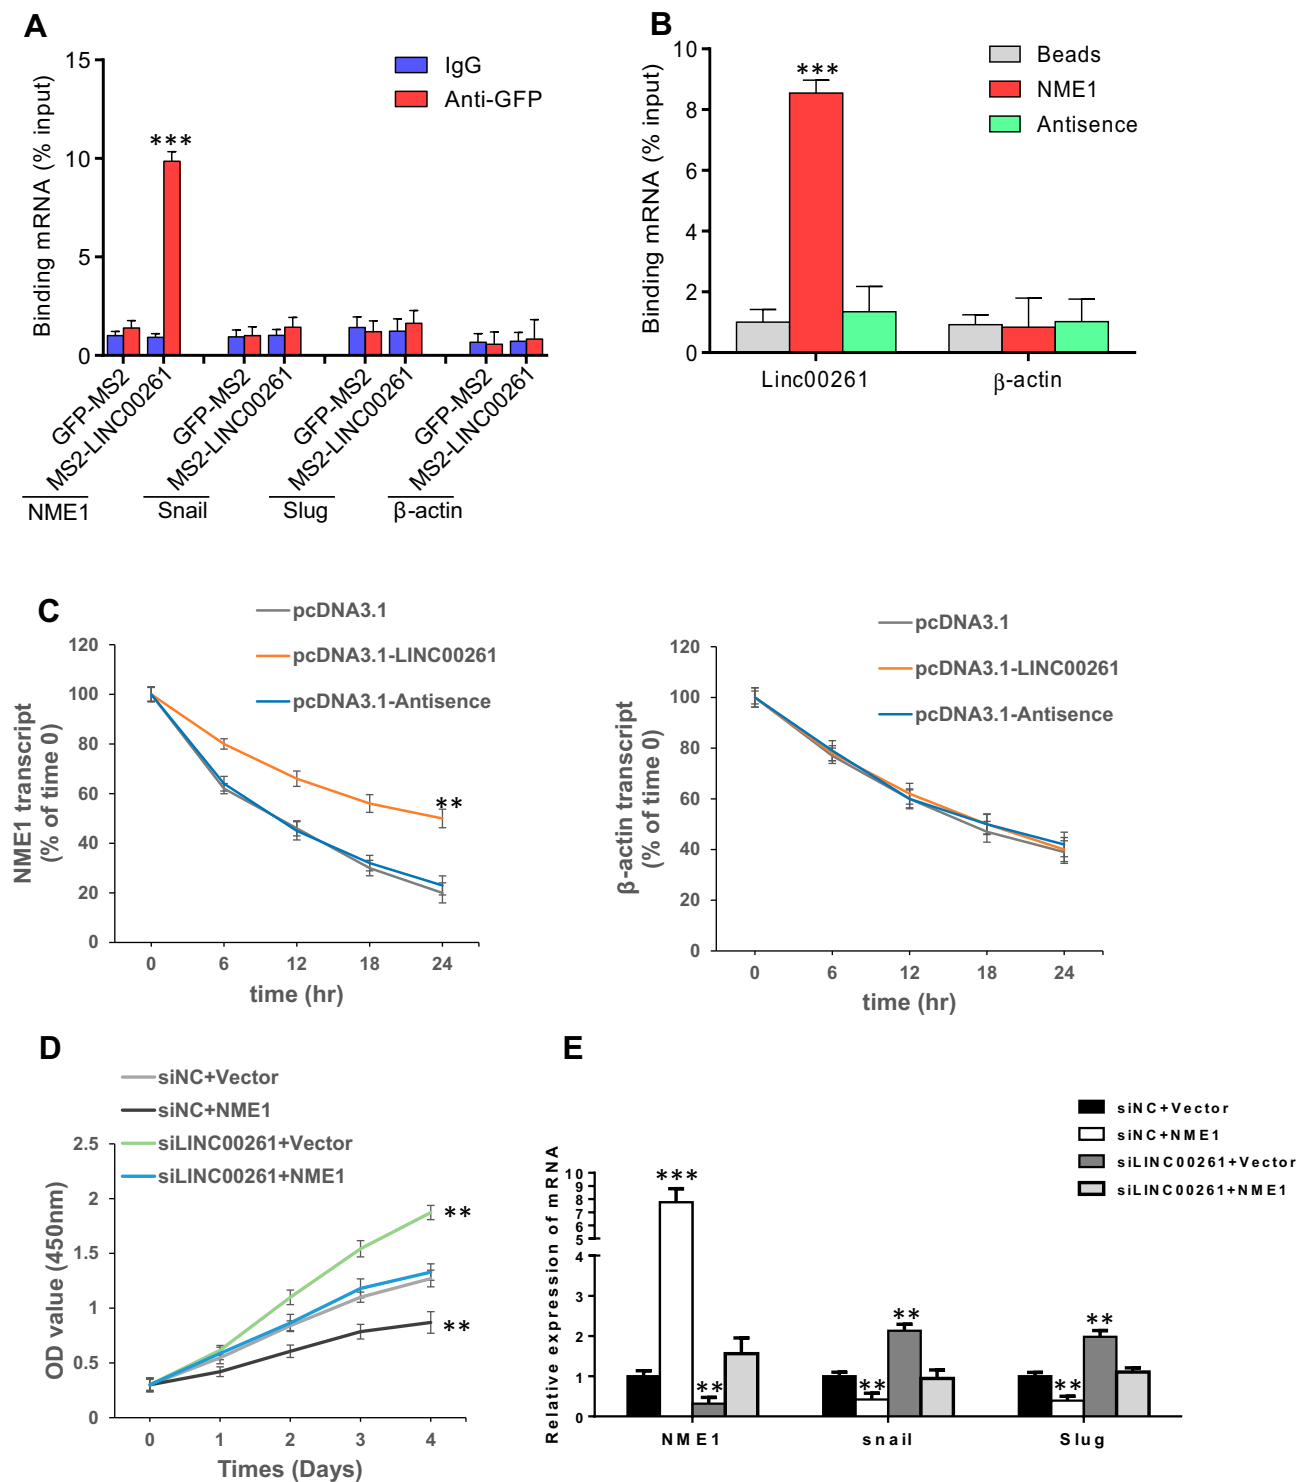 A
15
10
5
0
Binding mRNA (% input)
IgG
Anti-GFP
***
GFP-MS2
MS2-LINC00261
GFP-MS2
MS2-LINC00261
GFP-MS2
MS2-LINC00261
GFP-MS2
MS2-LINC00261
NME1
Snail
Slug
β-actin
B
10
8
6
4
2
0
Binding mRNA (% input)
Beads
NME1
Antisence
***
Linc00261
β-actin
C
pcDNA3.1
pcDNA3.1-LINC00261
pcDNA3.1-Antisence
120
100
80
60
40
20
0
NME1 transcript
(% of time 0)
**
0 6 12 18 24
time (hr)
pcDNA3.1
pcDNA3.1-LINC00261
pcDNA3.1-Antisence
120
100
80
60
40
20
0
β-actin transcript
(% of time 0)
0 6 12 18 24
time (hr)
D
siNC+Vector
siNC+NME1
siLINC00261+Vector
siLINC00261+NME1
2.5
2
1.5
1
0.5
0
OD value (450nm)
**
**
0 1 2 3 4
Times (Days)
E
siNC+Vector
siNC+NME1
siLINC00261+Vector
siLINC00261+NME1
10
9
8
7
6
5
4
3
2
1
0
Relative expression of mRNA
***
**
**
**
**
**
NME1
snail
Slug